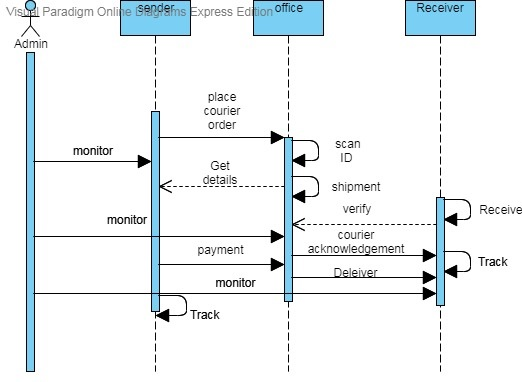 Visual Paradigm Online Diagrams Express Edition
sender
office
Receiver
Admin
place
courier
order
scan
ID
monitor
Get
details
shipment
verify
Receive
monitor
courier
acknowledgement
payment
Track
Deleiver
monitor
Track